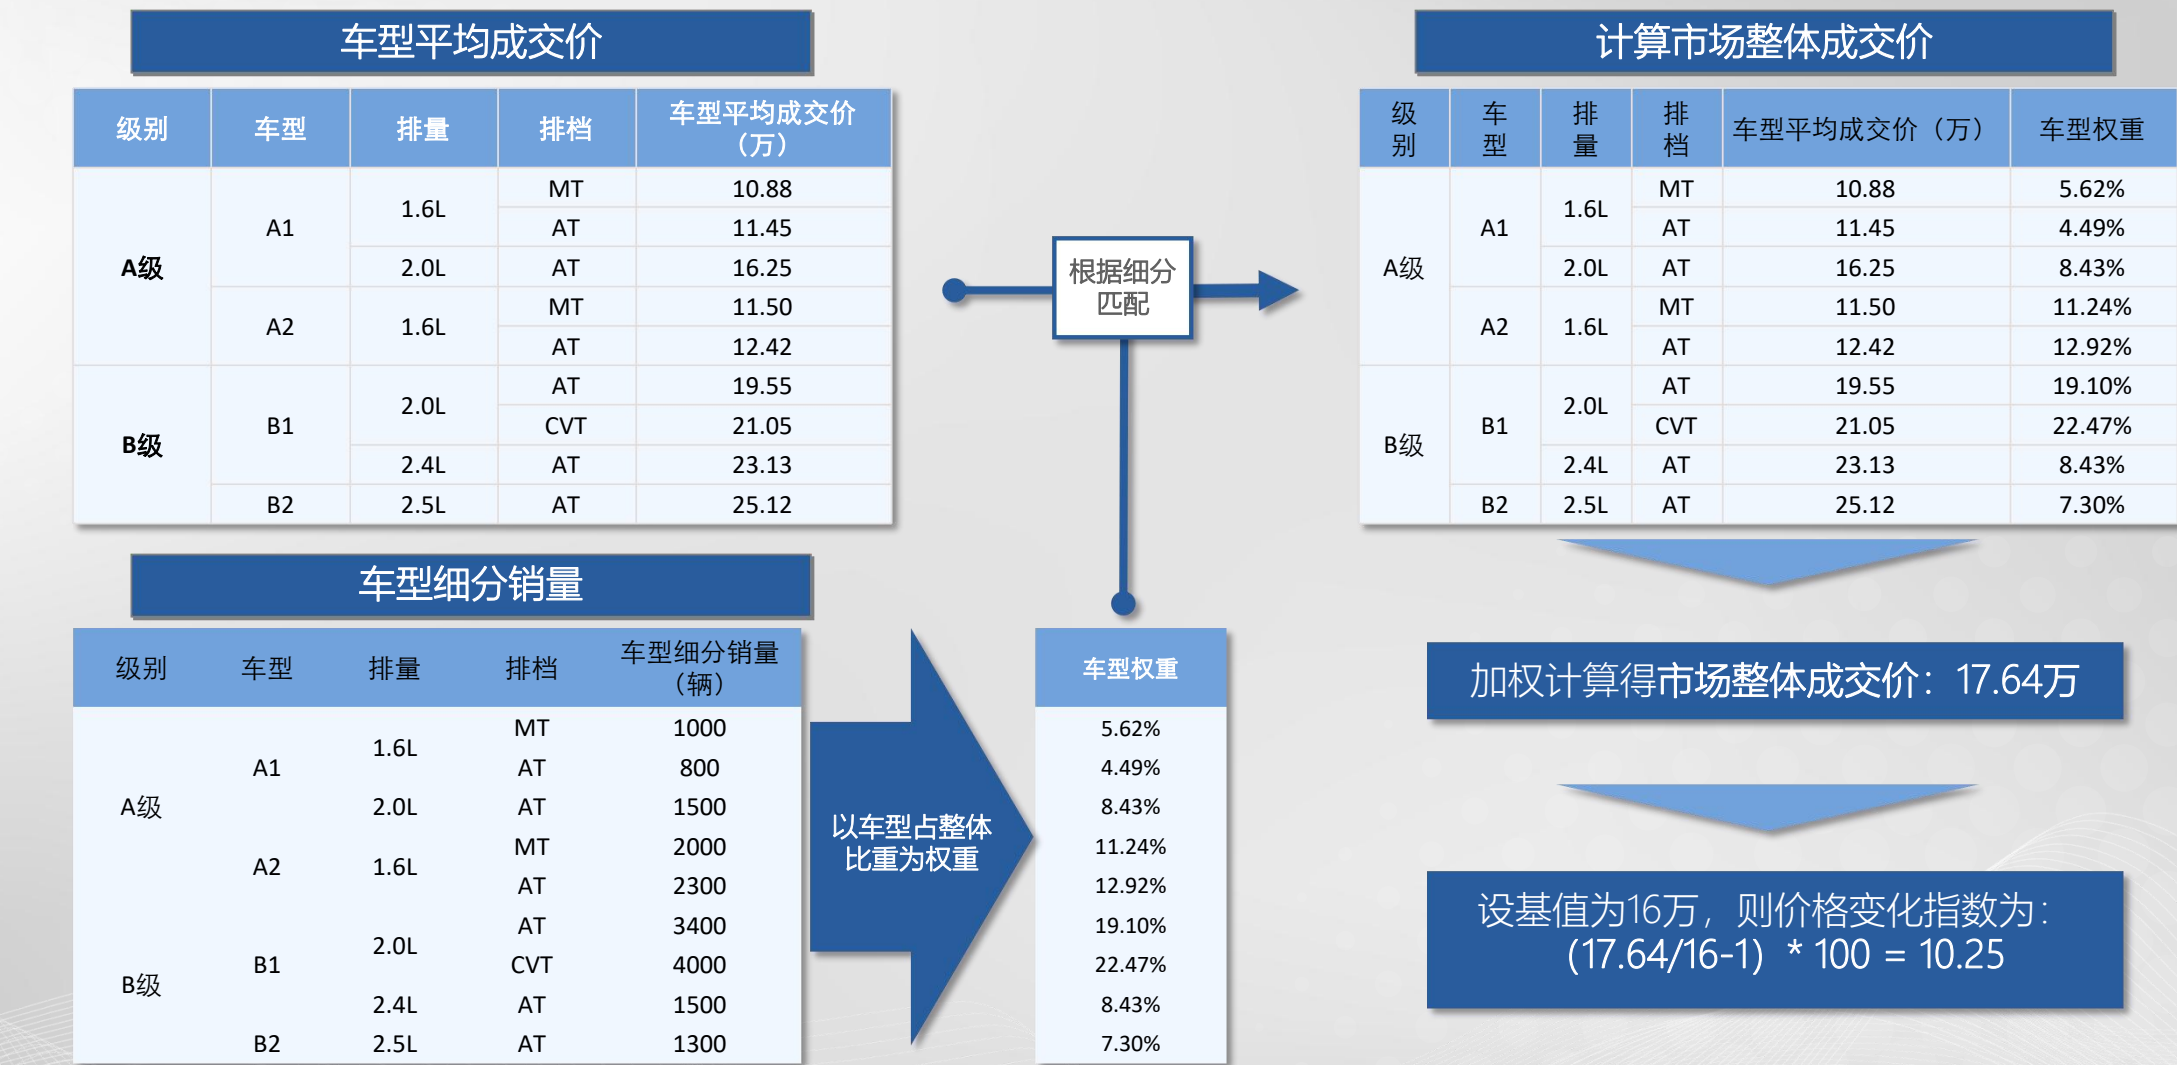 车型平均成交价
级别 车型 排量 排档 车型平均成交价
（万）
A级 A1 1.6L MT 10.88
AT 11.45
2.0L AT 16.25
A2 1.6L MT 11.50
AT 12.42
B级 B1 2.0L AT 19.55
CVT 21.05
2.4L AT 23.13
B2 2.5L AT 25.12
车型细分销量
级别 车型 排量 排档 车型细分销量
（辆）
A级 A1 1.6L MT 1000
AT 800
2.0L AT 1500
A2 1.6L MT 2000
AT 2300
B级 B1 2.0L AT 3400
CVT 4000
2.4L AT 1500
B2 2.5L AT 1300
以车型占整体
比重为权重
车型权重
5.62%
4.49%
8.43%
11.24%
12.92%
19.10%
22.47%
8.43%
7.30%
根据细分
匹配
计算市场整体成交价
级别 车型 排量 排档 车型平均成交价（万） 车型权重
A级 A1 1.6L MT 10.88 5.62%
AT 11.45 4.49%
2.0L AT 16.25 8.43%
A2 1.6L MT 11.50 11.24%
AT 12.42 12.92%
B级 B1 2.0L AT 19.55 19.10%
CVT 21.05 22.47%
2.4L AT 23.13 8.43%
B2 2.5L AT 25.12 7.30%
加权计算得市场整体成交价：17.64万
设基值为16万，则价格变化指数为：
（17.64/16-1）* 100 = 10.25